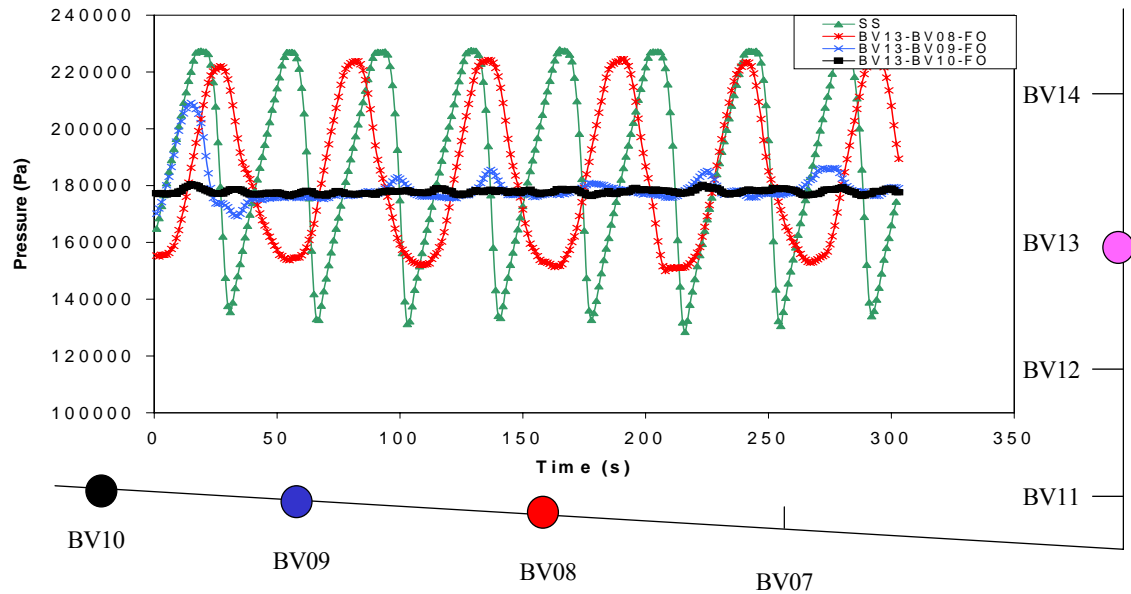 240000
220000
200000
180000
160000
140000
120000
100000
Pressure (Pa)
0 50 100 150 200 250 300 350
Time (s)
SS
BV13-BV08-FO
BV13-BV09-FO
BV13-BV10-FO
BV14
BV13
BV12
BV11
BV10
BV09
BV08
BV07